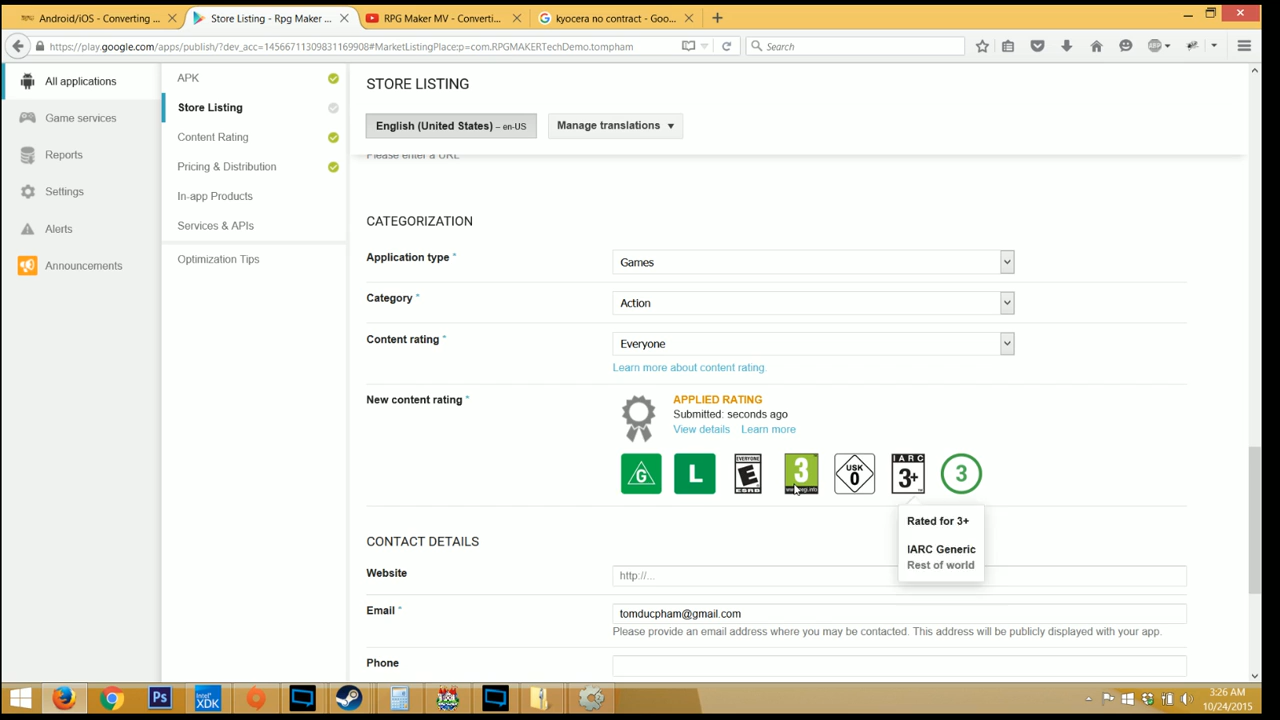 Android/iOS - Converting ...
Store Listing - Rpg Maker ...
RPG Maker MV - Converti...
kyocera no contract - Goo...
https://play.google.com/apps/publish/?dev_acc=14566711309831169908#MarketListingPlace:p=com.RPGMAKERTechDemo.tompham
Search
ABP
All applications
Game services
Reports
Settings
Alerts
Announcements
APK
Store Listing
Content Rating
Pricing & Distribution
In-app Products
Services & APIs
Optimization Tips
STORE LISTING
English (United States) – en-US
Manage translations
Please enter a URL
CATEGORIZATION
Application type *
Games
Category *
Action
Content rating *
Everyone
Learn more about content rating.
New content rating *
APPLIED RATING
Submitted: seconds ago
View details Learn more
G
L
EVERYONE
E
ESRB
3
USK
0
IARC
3+
3
Rated for 3+
IARC Generic
Rest of world
CONTACT DETAILS
Website
http://...
Email *
tomducpham@gmail.com
Please provide an email address where you may be contacted. This address will be publicly displayed with your app.
Phone
Ps
intel
XDK
3:26 AM
10/24/2015